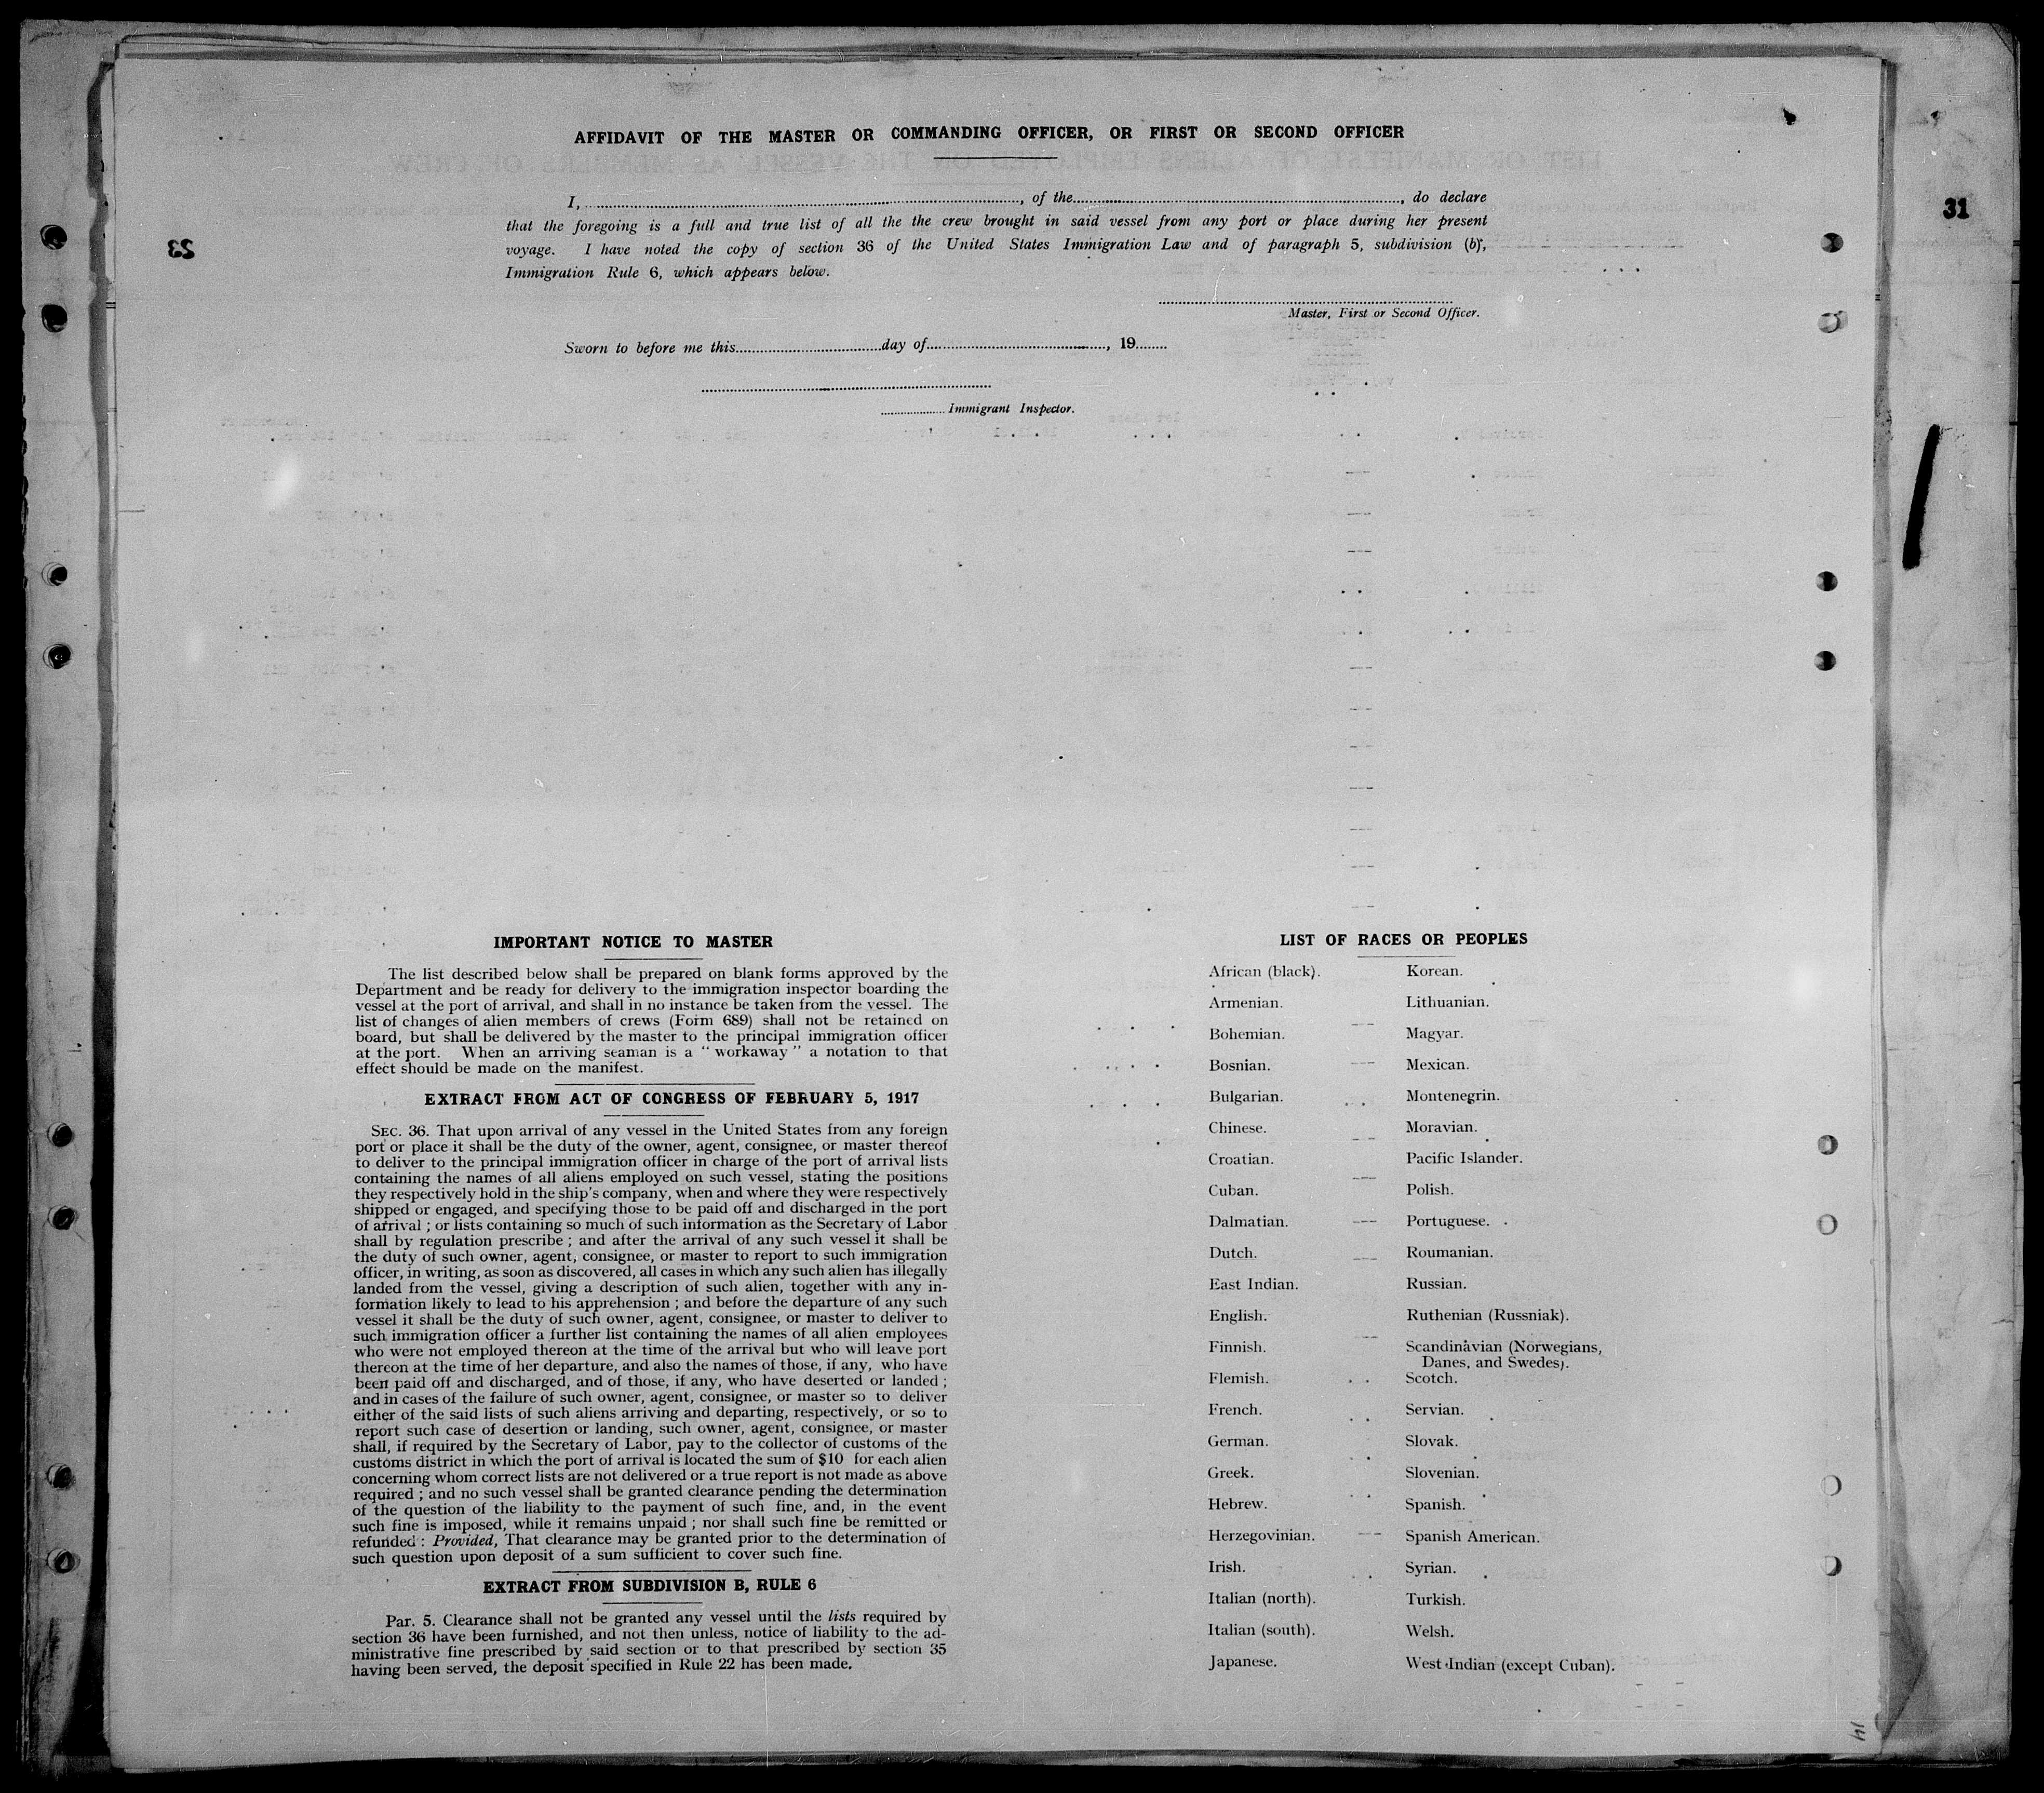 AFFIDAVIT OF THE MASTER OR COMMANDING OFFICER, OR FIRST OR SECOND OFFICER
I, ............, of the ............, do declare
that the foregoing is a full and true list of all the the crew brought in said vessel from any port or place during her present
voyage. I have noted the copy of section 36 of the United States Immigration Law and of paragraph 5, subdivision (b),
Immigration Rule 6, which appears below.
Master, First or Second Officer.
Sworn to before me this............day of............, 19........
............ Immigrant Inspector.
31
23
IMPORTANT NOTICE TO MASTER
The list described below shall be prepared on blank forms approved by the
Department and be ready for delivery to the immigration inspector boarding the
vessel at the port of arrival, and shall in no instance be taken from the vessel. The
list of changes of alien members of crews (Form 689) shall not be retained on
board, but shall be delivered by the master to the principal immigration officer
at the port. When an arriving seaman is a "workaway" a notation to that
effect should be made on the manifest.
EXTRACT FROM ACT OF CONGRESS OF FEBRUARY 5, 1917
SEC. 36. That upon arrival of any vessel in the United States from any foreign
port or place it shall be the duty of the owner, agent, consignee, or master thereof
to deliver to the principal immigration officer in charge of the port of arrival lists
containing the names of all aliens employed on such vessel, stating the positions
they respectively hold in the ship's company, when and where they were respectively
shipped or engaged, and specifying those to be paid off and discharged in the port
of arrival ; or lists containing so much of such information as the Secretary of Labor
shall by regulation prescribe ; and after the arrival of any such vessel it shall be
the duty of such owner, agent, consignee, or master to report to such immigration
officer, in writing, as soon as discovered, all cases in which any such alien has illegally
landed from the vessel, giving a description of such alien, together with any in-
formation likely to lead to his apprehension ; and before the departure of any such
vessel it shall be the duty of such owner, agent, consignee, or master to deliver to
such immigration officer a further list containing the names of all alien employees
who were not employed thereon at the time of the arrival but who will leave port
thereon at the time of her departure, and also the names of those, if any, who have
been paid off and discharged, and of those, if any, who have deserted or landed ;
and in cases of the failure of such owner, agent, consignee, or master so to deliver
either of the said lists of such aliens arriving and departing, respectively, or so to
report such case of desertion or landing, such owner, agent, consignee, or master
shall, if required by the Secretary of Labor, pay to the collector of customs of the
customs district in which the port of arrival is located the sum of $10 for each alien
concerning whom correct lists are not delivered or a true report is not made as above
required ; and no such vessel shall be granted clearance pending the determination
of the question of the liability to the payment of such fine, and, in the event
such fine is imposed, while it remains unpaid ; nor shall such fine be remitted or
refunded : Provided, That clearance may be granted prior to the determination of
such question upon deposit of a sum sufficient to cover such fine.
EXTRACT FROM SUBDIVISION B, RULE 6
Par. 5. Clearance shall not be granted any vessel until the lists required by
section 36 have been furnished, and not then unless, notice of liability to the ad-
ministrative fine prescribed by said section or to that prescribed by section 35
having been served, the deposit specified in Rule 22 has been made.
LIST OF RACES OR PEOPLES
African (black).
Armenian.
Bohemian.
Bosnian.
Bulgarian.
Chinese.
Croatian.
Cuban.
Dalmatian.
Dutch.
East Indian.
English.
Finnish.
Flemish.
French.
German.
Greek.
Hebrew.
Herzegovinian.
Irish.
Italian (north).
Italian (south).
Japanese.
Korean.
Lithuanian.
Magyar.
Mexican.
Montenegrin.
Moravian.
Pacific Islander.
Polish.
Portuguese.
Roumanian.
Russian.
Ruthenian (Russniak).
Scandinavian (Norwegians,
Danes, and Swedes).
Scotch.
Servian.
Slovak.
Slovenian.
Spanish.
Spanish American.
Syrian.
Turkish.
Welsh.
West Indian (except Cuban).